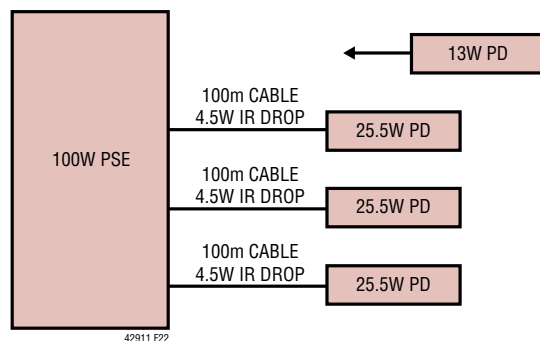 100W PSE
13W PD
100m CABLE
4.5W IR DROP
25.5W PD
100m CABLE
4.5W IR DROP
25.5W PD
100m CABLE
4.5W IR DROP
25.5W PD
42911 F22